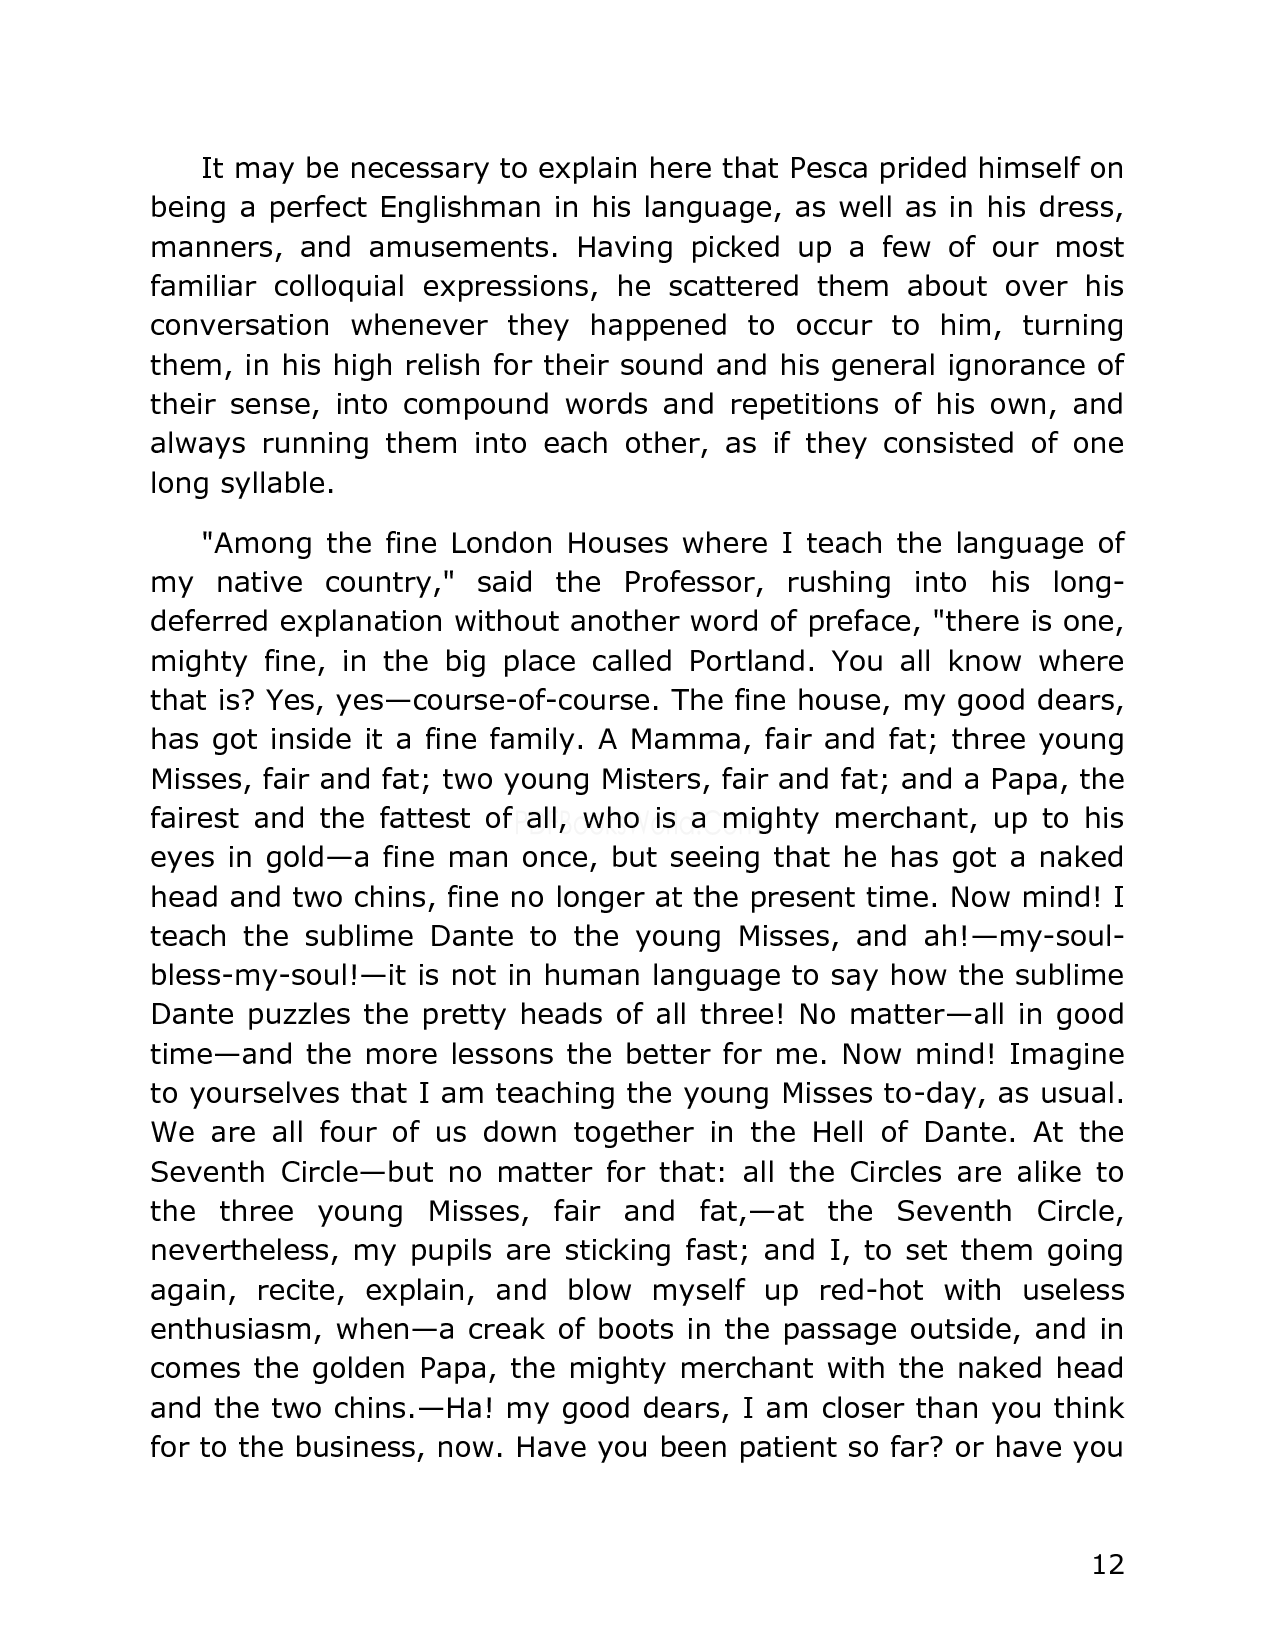 It may be necessary to explain here that Pesca prided himself on
being a perfect Englishman in his language, as well as in his dress,
manners, and amusements. Having picked up a few of our most
familiar colloquial expressions, he scattered them about over his
conversation whenever they happened to occur to him, turning
them, in his high relish for their sound and his general ignorance of
their sense, into compound words and repetitions of his own, and
always running them into each other, as if they consisted of one
long syllable.
"Among the fine London Houses where I teach the language of
my native country," said the Professor, rushing into his long-
deferred explanation without another word of preface, "there is one,
mighty fine, in the big place called Portland. You all know where
that is? Yes, yes—course-of-course. The fine house, my good dears,
has got inside it a fine family. A Mamma, fair and fat; three young
Misses, fair and fat; two young Misters, fair and fat; and a Papa, the
fairest and the fattest of all, who is a mighty merchant, up to his
eyes in gold—a fine man once, but seeing that he has got a naked
head and two chins, fine no longer at the present time. Now mind! I
teach the sublime Dante to the young Misses, and ah!—my-soul-
bless-my-soul!—it is not in human language to say how the sublime
Dante puzzles the pretty heads of all three! No matter—all in good
time—and the more lessons the better for me. Now mind! Imagine
to yourselves that I am teaching the young Misses to-day, as usual.
We are all four of us down together in the Hell of Dante. At the
Seventh Circle—but no matter for that: all the Circles are alike to
the three young Misses, fair and fat,—at the Seventh Circle,
nevertheless, my pupils are sticking fast; and I, to set them going
again, recite, explain, and blow myself up red-hot with useless
enthusiasm, when—a creak of boots in the passage outside, and in
comes the golden Papa, the mighty merchant with the naked head
and the two chins.—Ha! my good dears, I am closer than you think
for to the business, now. Have you been patient so far? or have you
12